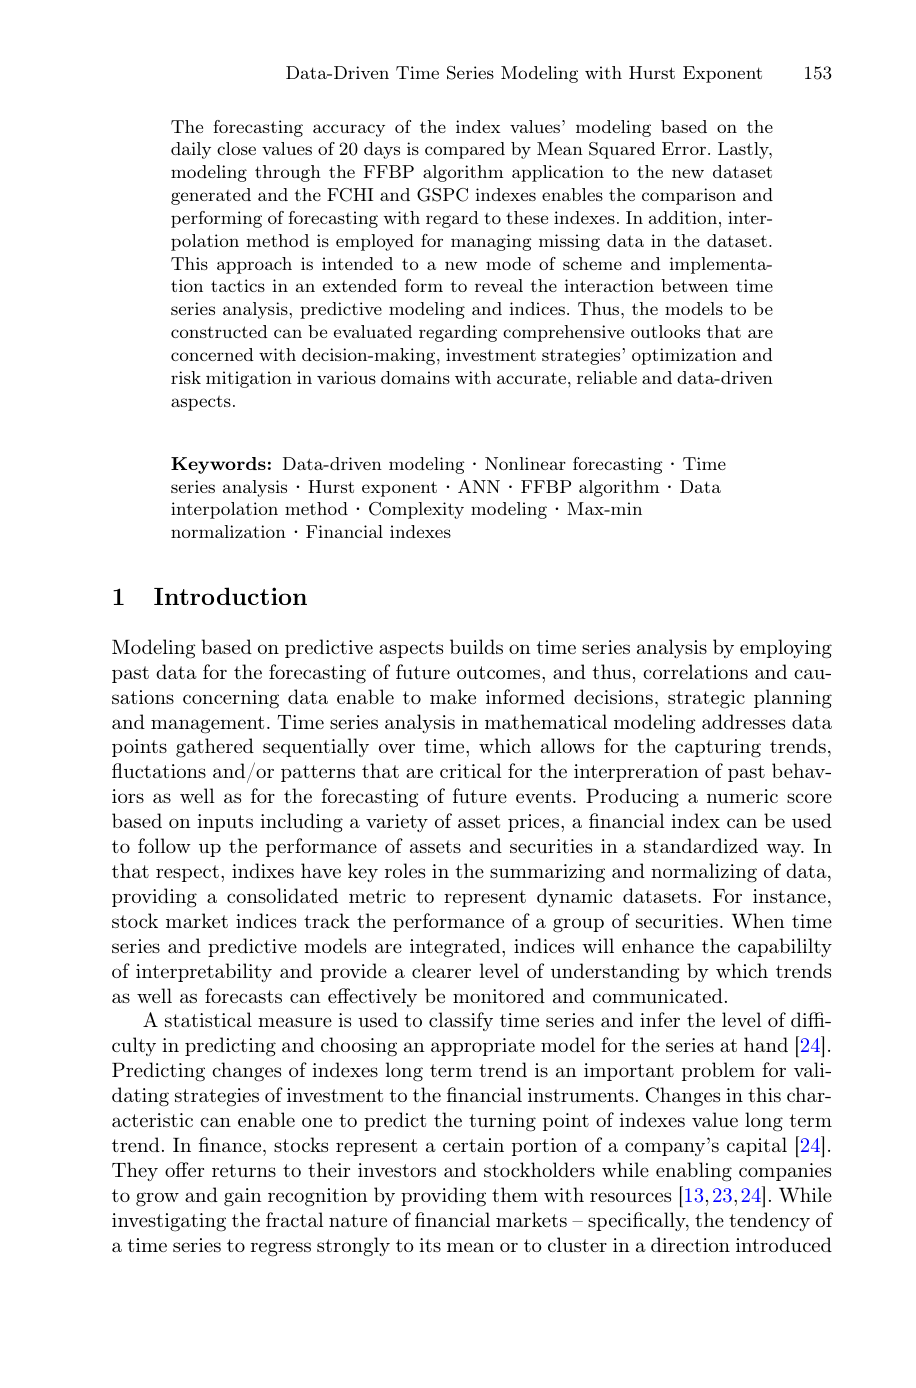 Data-Driven Time Series Modeling with Hurst Exponent 153
The forecasting accuracy of the index values' modeling based on the
daily close values of 20 days is compared by Mean Squared Error. Lastly,
modeling through the FFBP algorithm application to the new dataset
generated and the FCHI and GSPC indexes enables the comparison and
performing of forecasting with regard to these indexes. In addition, inter-
polation method is employed for managing missing data in the dataset.
This approach is intended to a new mode of scheme and implementa-
tion tactics in an extended form to reveal the interaction between time
series analysis, predictive modeling and indices. Thus, the models to be
constructed can be evaluated regarding comprehensive outlooks that are
concerned with decision-making, investment strategies' optimization and
risk mitigation in various domains with accurate, reliable and data-driven
aspects.
Keywords: Data-driven modeling · Nonlinear forecasting · Time
series analysis · Hurst exponent · ANN · FFBP algorithm · Data
interpolation method · Complexity modeling · Max-min
normalization · Financial indexes
1 Introduction
Modeling based on predictive aspects builds on time series analysis by employing
past data for the forecasting of future outcomes, and thus, correlations and cau-
sations concerning data enable to make informed decisions, strategic planning
and management. Time series analysis in mathematical modeling addresses data
points gathered sequentially over time, which allows for the capturing trends,
fluctations and/or patterns that are critical for the interpreration of past behav-
iors as well as for the forecasting of future events. Producing a numeric score
based on inputs including a variety of asset prices, a financial index can be used
to follow up the performance of assets and securities in a standardized way. In
that respect, indixes have key roles in the summarizing and normalizing of data,
providing a consolidated metric to represent dynamic datasets. For instance,
stock market indices track the performance of a group of securities. When time
series and predictive models are integrated, indices will enhance the capabililty
of interpretability and provide a clearer level of understanding by which trends
as well as forecasts can effectively be monitored and communicated.
A statistical measure is used to classify time series and infer the level of diffi-
culty in predicting and choosing an appropriate model for the series at hand [24].
Predicting changes of indexes long term trend is an important problem for vali-
dating strategies of investment to the financial instruments. Changes in this char-
acteristic can enable one to predict the turning point of indexes value long term
trend. In finance, stocks represent a certain portion of a company's capital [24].
They offer returns to their investors and stockholders while enabling companies
to grow and gain recognition by providing them with resources [13,23,24]. While
investigating the fractal nature of financial markets – specifically, the tendency of
a time series to regress strongly to its mean or to cluster in a direction introduced